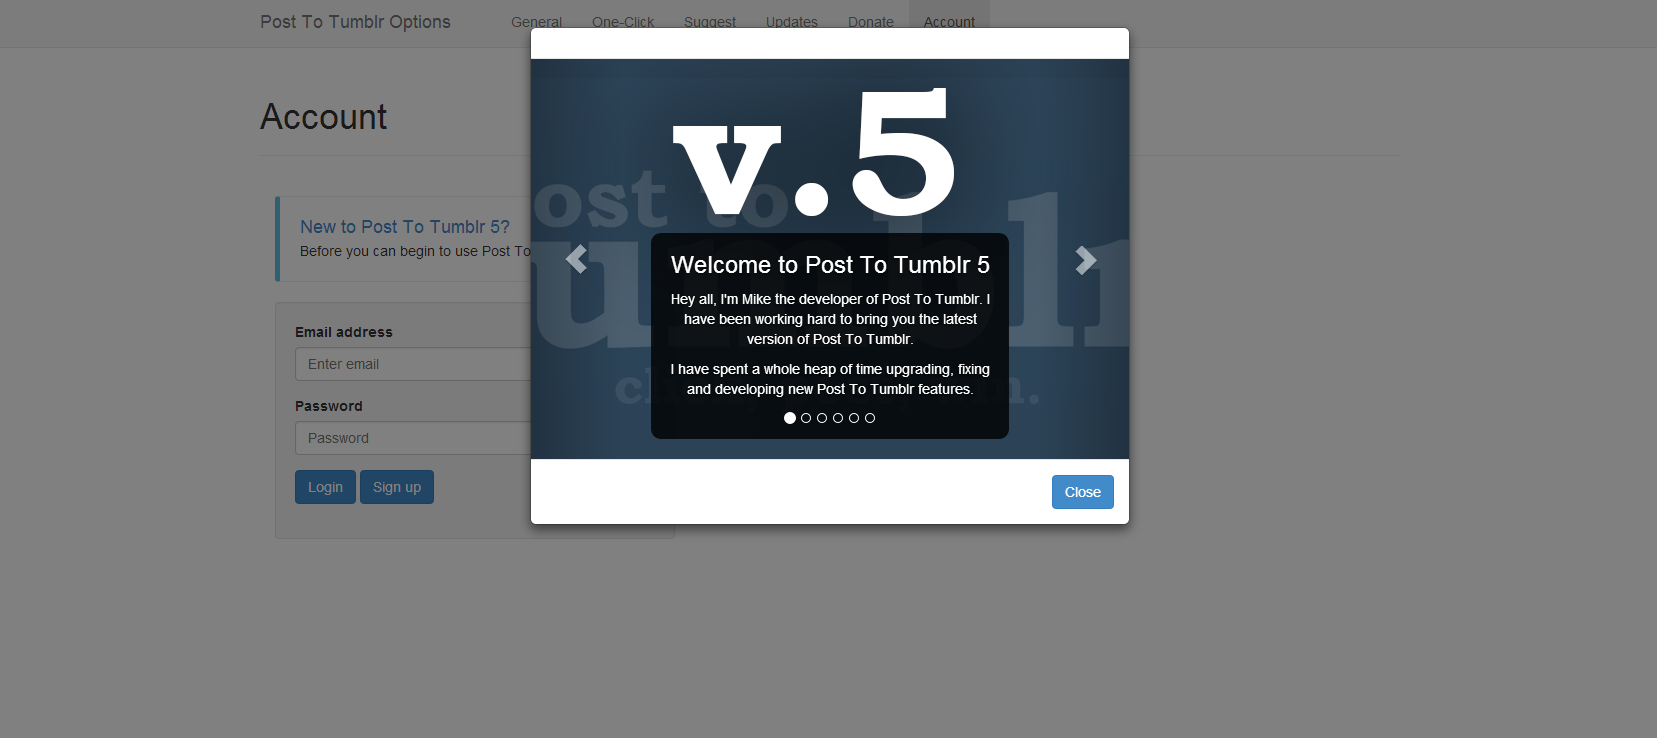 Post To Tumblr Options General One-Click Suggest Updates Donate Account
Account
New to Post To Tumblr 5?
Before you can begin to use Post To
Email address
Enter email
Password
Password
Login Sign up
v.5
ost to
umblr
Welcome to Post To Tumblr 5
Hey all, I'm Mike the developer of Post To Tumblr. I
have been working hard to bring you the latest
version of Post To Tumblr.
I have spent a whole heap of time upgrading, fixing
and developing new Post To Tumblr features.
Close